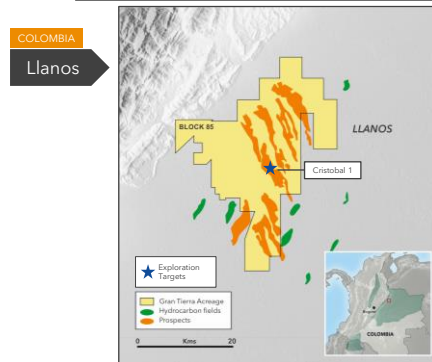 COLOMBIA
Llanos
BLOCK 85
LLANOS
Cristobal 1
Exploration
Targets
Gran Tierra Acreage
Hydrocarbon fields
Prospects
0 Kms 20
Bogota
COLOMBIA